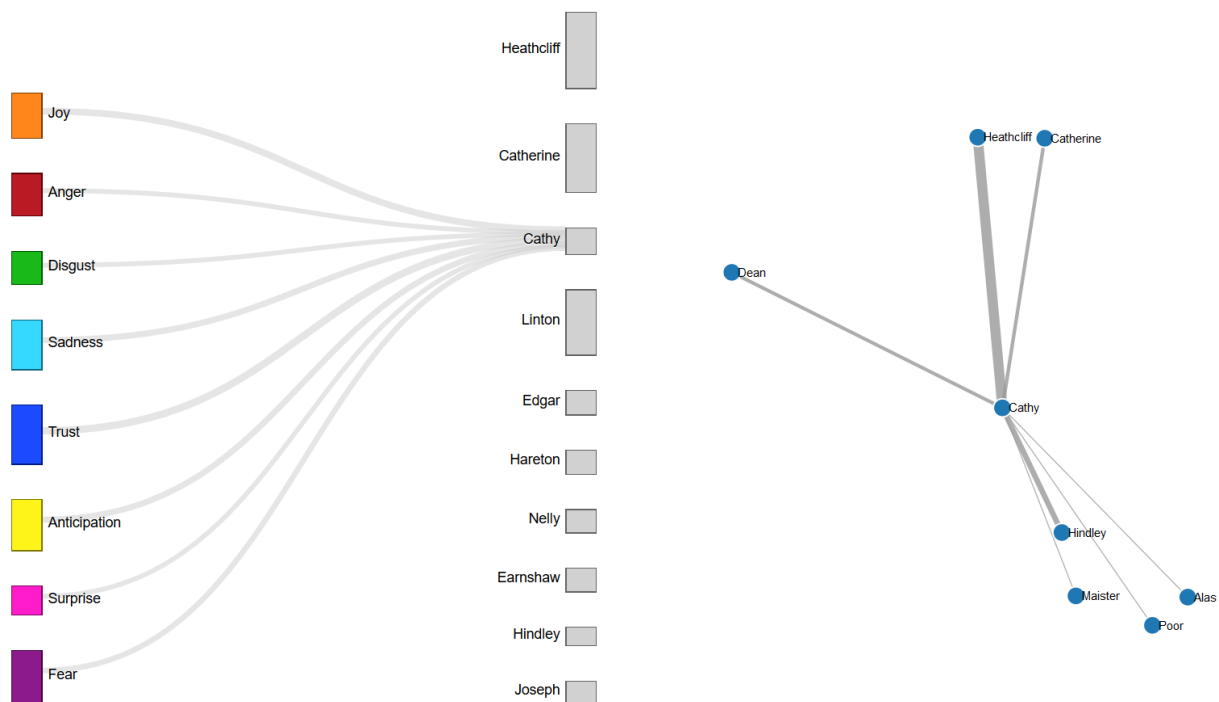 Joy
Anger
Disgust
Sadness
Trust
Anticipation
Surprise
Fear
Heathcliff
Catherine
Cathy
Linton
Edgar
Hareton
Nelly
Earnshaw
Hindley
Joseph
Heathcliff
Catherine
Dean
Cathy
Hindley
Maister
Alas
Poor